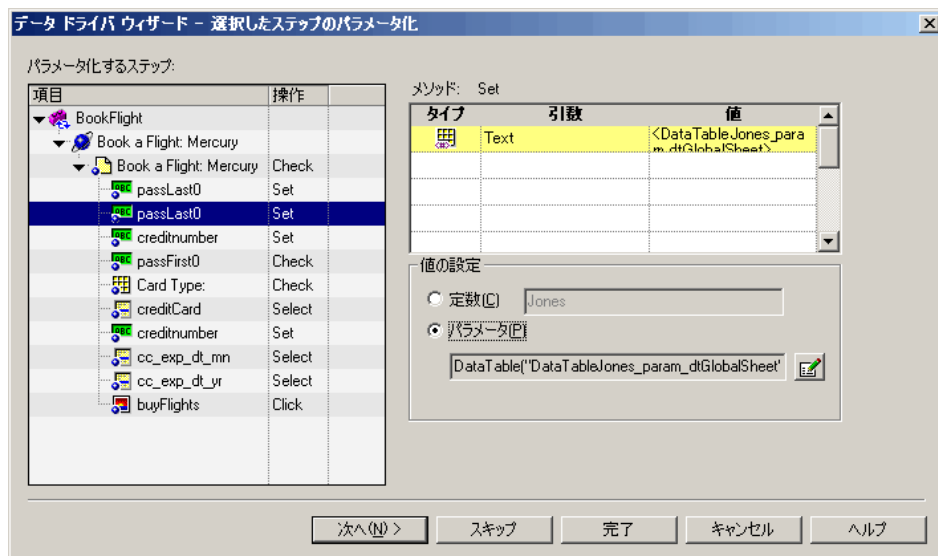 データ ドライバ ウィザード - 選択したステップのパラメータ化
パラメータ化するステップ:
項目 操作
BookFlight
Book a Flight: Mercury
Book a Flight: Mercury Check
passLast0 Set
passLast0 Set
creditnumber Set
passFirst0 Check
Card Type: Check
creditCard Select
creditnumber Set
cc_exp_dt_mn Select
cc_exp_dt_yr Select
buyFlights Click
メソッド: Set
タイプ 引数 値
Text <DataTableJones_para
m_dtGlobalSheet>
値の設定
定数(C) Jones
パラメータ(P)
DataTable("DataTableJones_param_dtGlobalSheet"
次へ(N) > スキップ 完了 キャンセル ヘルプ